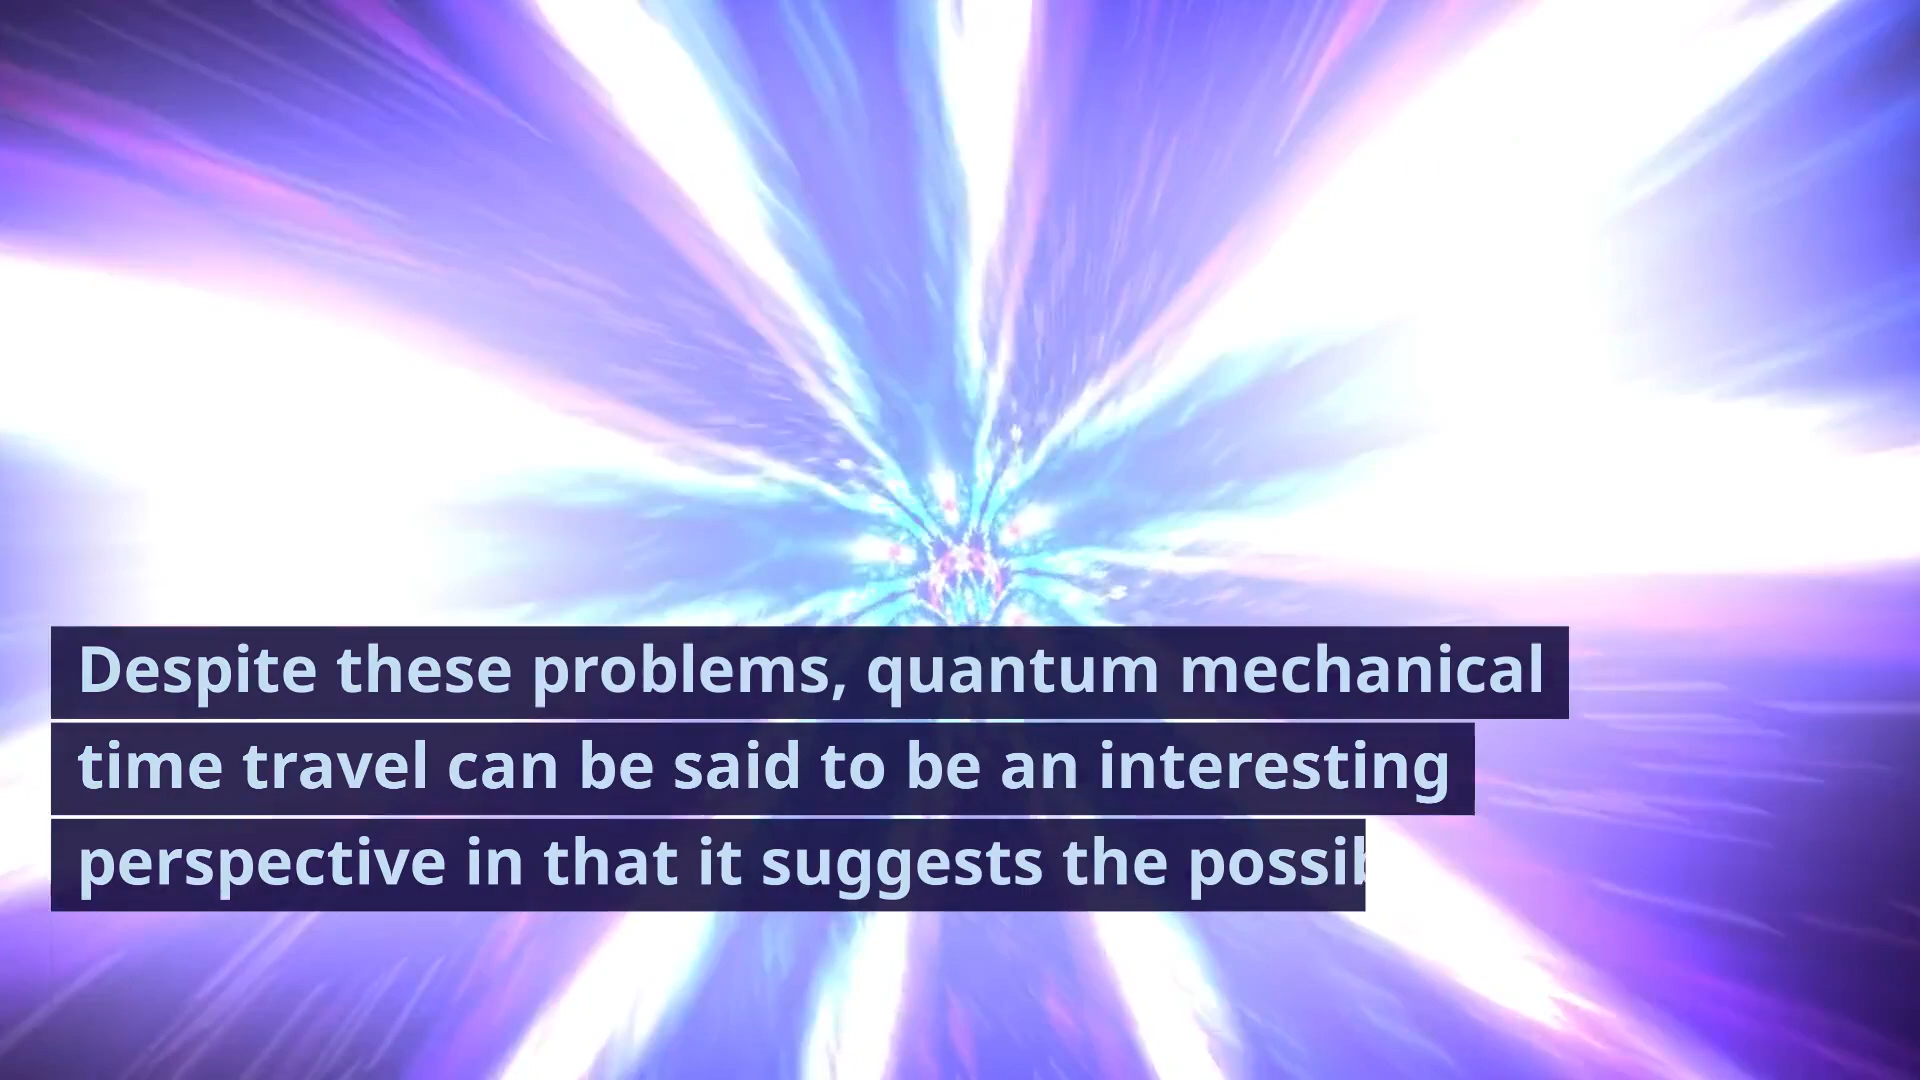 Despite these problems, quantum mechanical
time travel can be said to be an interesting
perspective in that it suggests the possib